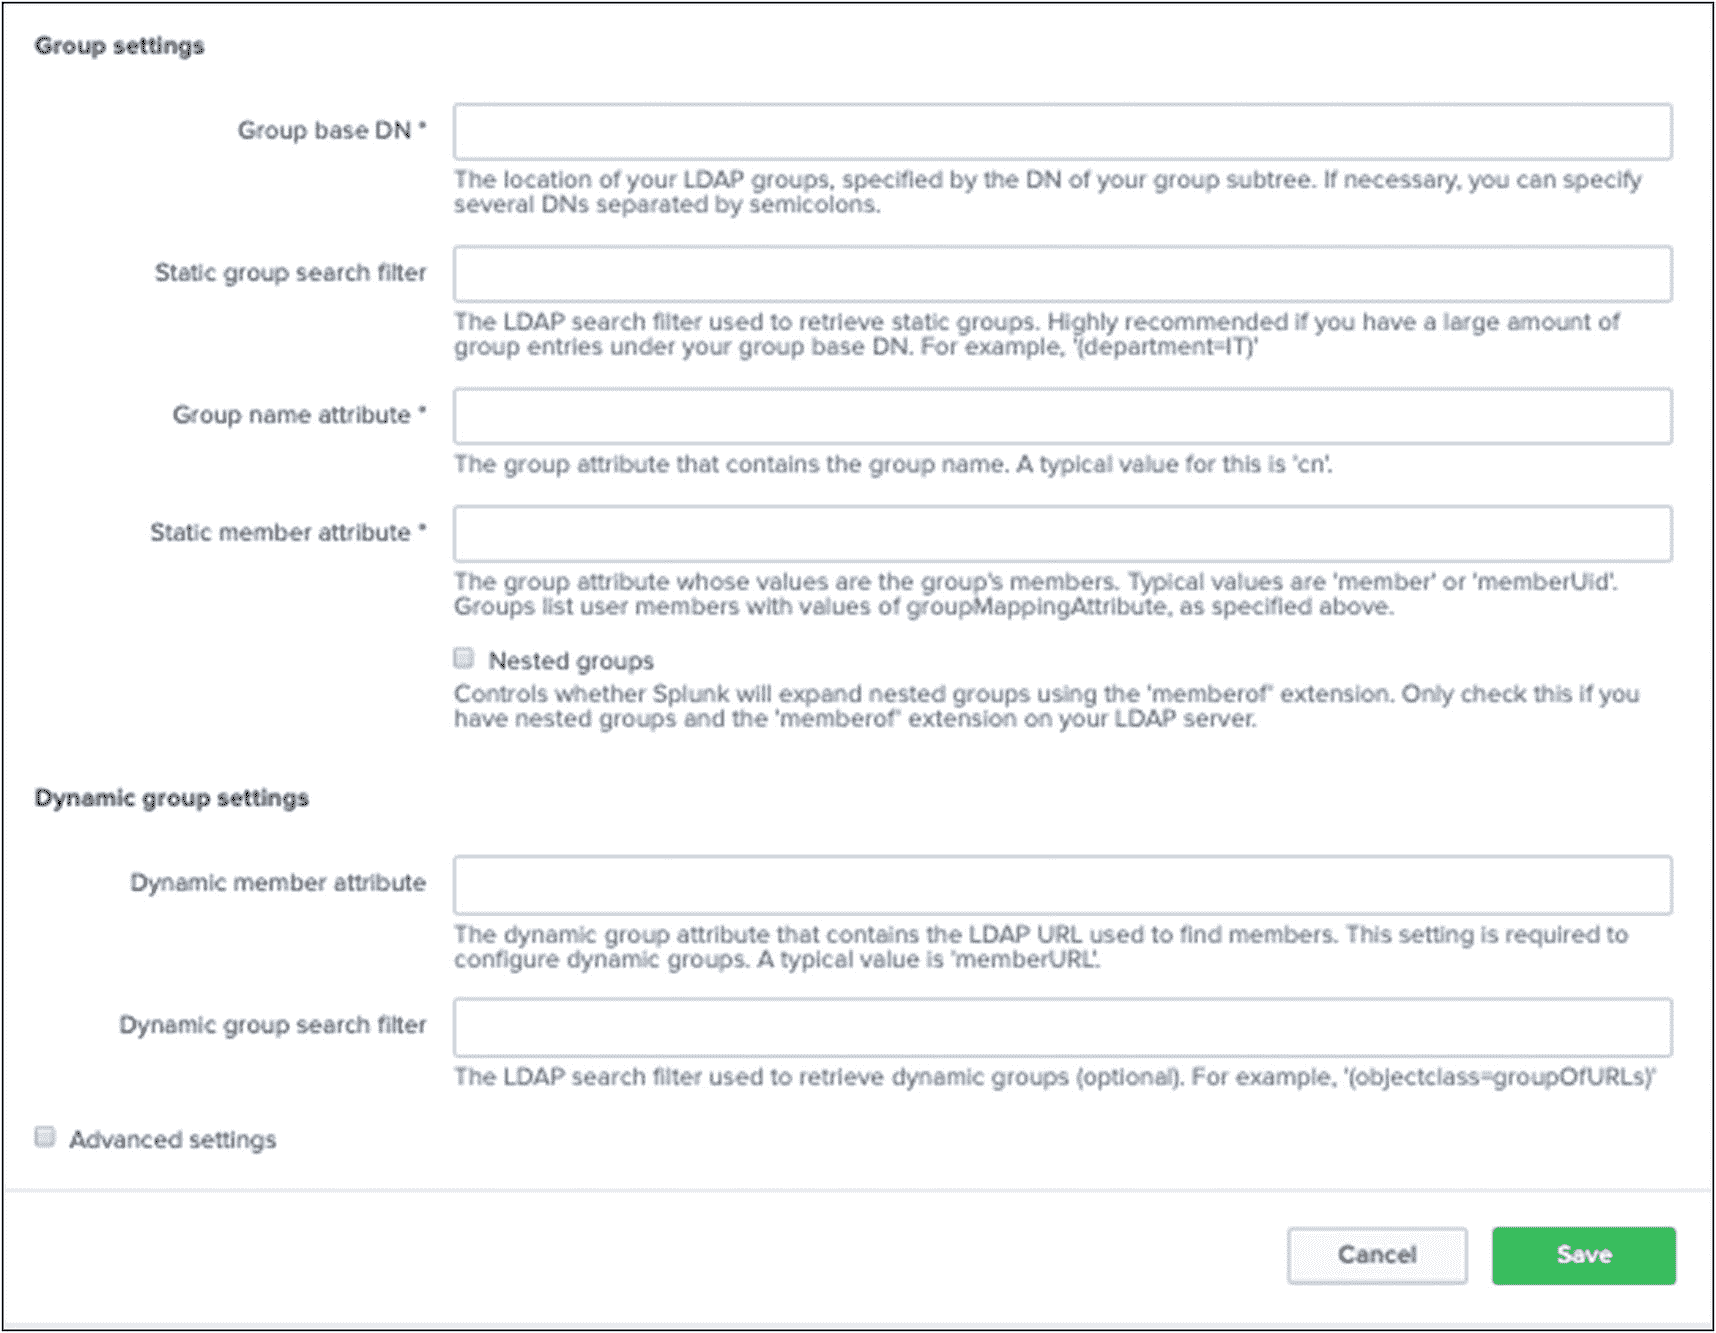 Group settings
Group base DN *
The location of your LDAP groups, specified by the DN of your group subtree. If necessary, you can specify
several DNs separated by semicolons.
Static group search filter
The LDAP search filter used to retrieve static groups. Highly recommended if you have a large amount of
group entries under your group base DN. For example, '(department=IT)'
Group name attribute *
The group attribute that contains the group name. A typical value for this is 'cn'.
Static member attribute *
The group attribute whose values are the group's members. Typical values are 'member' or 'memberUid'.
Groups list user members with values of groupMappingAttribute, as specified above.
Nested groups
Controls whether Splunk will expand nested groups using the 'memberof' extension. Only check this if you
have nested groups and the 'memberof' extension on your LDAP server.
Dynamic group settings
Dynamic member attribute
The dynamic group attribute that contains the LDAP URL used to find members. This setting is required to
configure dynamic groups. A typical value is 'memberURL'.
Dynamic group search filter
The LDAP search filter used to retrieve dynamic groups (optional). For example, '(objectclass=groupOfURLs)'
Advanced settings
Cancel
Save